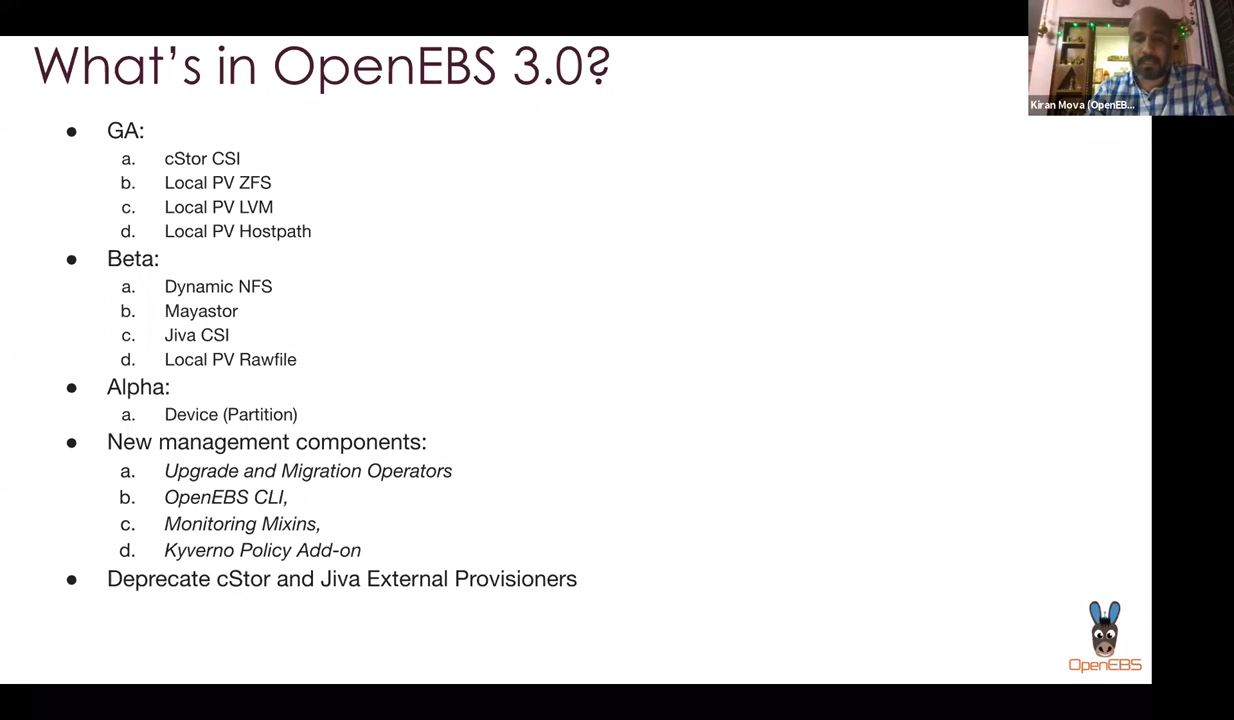 What's in OpenEBS 3.0?
Kiran Mova (OpenEB...
● GA:
a. cStor CSI
b. Local PV ZFS
c. Local PV LVM
d. Local PV Hostpath
● Beta:
a. Dynamic NFS
b. Mayastor
c. Jiva CSI
d. Local PV Rawfile
● Alpha:
a. Device (Partition)
● New management components:
a. Upgrade and Migration Operators
b. OpenEBS CLI,
c. Monitoring Mixins,
d. Kyverno Policy Add-on
● Deprecate cStor and Jiva External Provisioners
OpenEBS